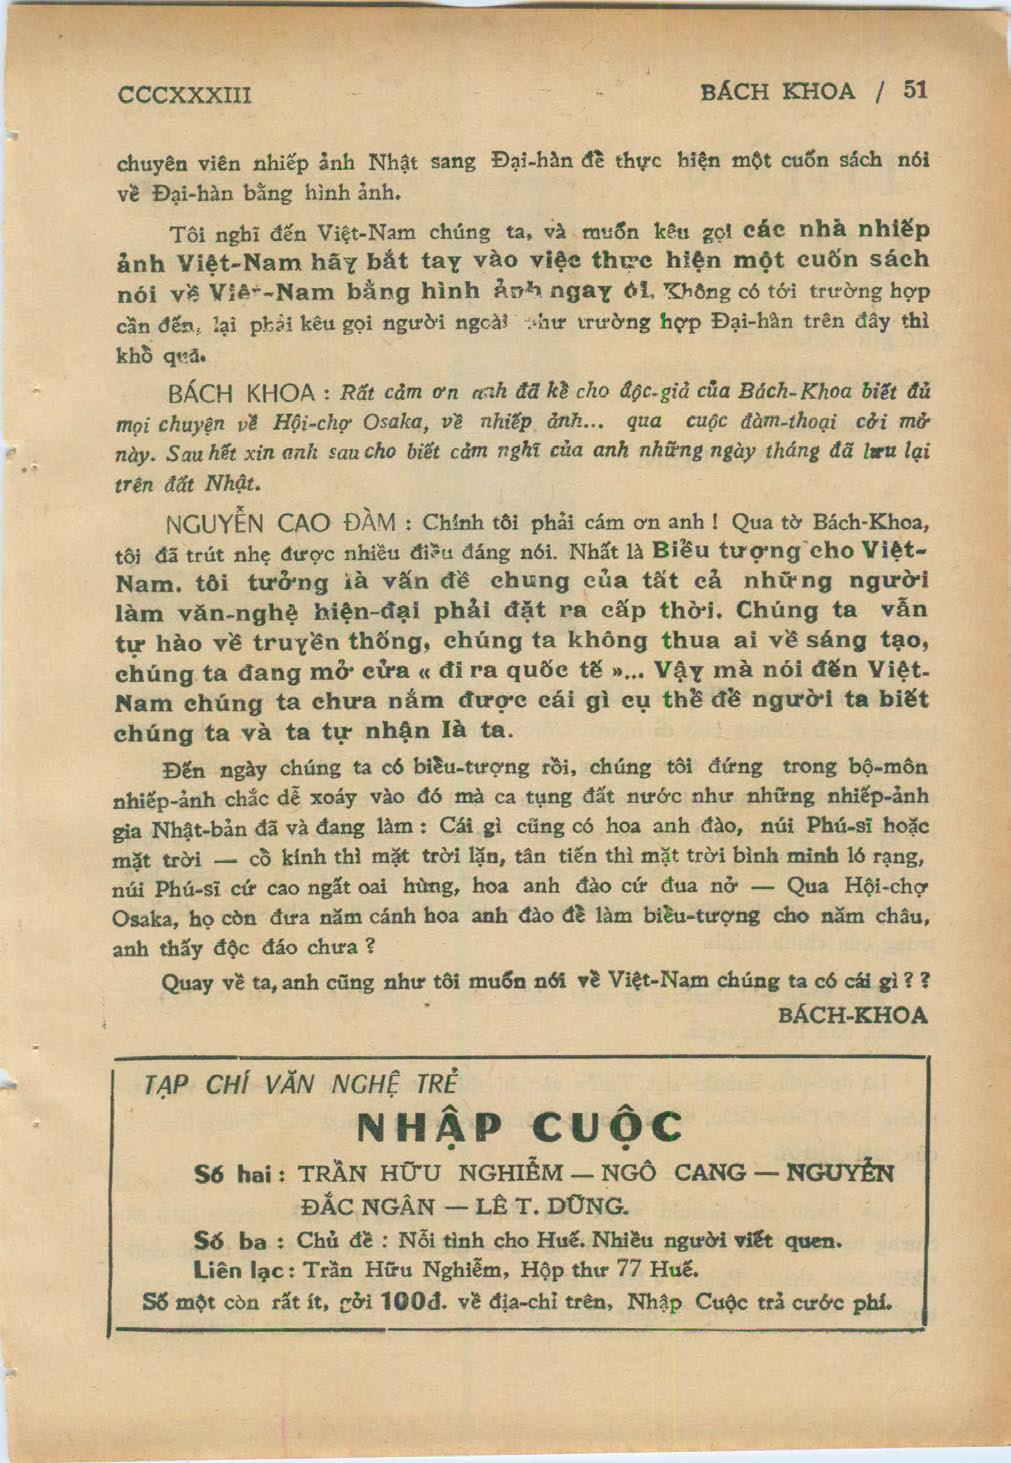 CCCXXXIII
BÁCH KHOA / 51
chuyên viên nhiếp ảnh Nhật sang Đại-hàn để thực hiện một cuốn sách nói
về Đại-hàn bằng hình ảnh.
Tôi nghĩ đến Việt-Nam chúng ta, và muốn kêu gọi các nhà nhiếp
ảnh Việt-Nam hãy bắt tay vào việc thực hiện một cuốn sách
nói về Việt-Nam bằng hình ảnh ngay đi. Không có tới trường hợp
cần đến, lại phải kêu gọi người ngoài như trường hợp Đại-hàn trên đây thì
khổ quá.
BÁCH KHOA : Rất cảm ơn anh đã kể cho độc-giả của Bách-Khoa biết đủ
mọi chuyện về Hội-chợ Osaka, về nhiếp ảnh... qua cuộc đàm-thoại cởi mở
này. Sau hết xin anh sau cho biết cảm nghĩ của anh những ngày tháng đã lưu lại
trên đất Nhật.
NGUYỄN CAO ĐÀM : Chính tôi phải cám ơn anh ! Qua tờ Bách-Khoa,
tôi đã trút nhẹ được nhiều điều đáng nói. Nhất là Biểu tượng cho Việt-
Nam. tôi tưởng là vấn đề chung của tất cả những người
làm văn-nghệ hiện-đại phải đặt ra cấp thời. Chúng ta vẫn
tự hào về truyền thống, chúng ta không thua ai về sáng tạo,
chúng ta đang mở cửa « đi ra quốc tế »... Vậy mà nói đến Việt-
Nam chúng ta chưa nắm được cái gì cụ thể để người ta biết
chúng ta và ta tự nhận là ta.
Đến ngày chúng ta có biểu-tượng rồi, chúng tôi đứng trong bộ-môn
nhiếp-ảnh chắc dễ xoáy vào đó mà ca tụng đất nước như những nhiếp-ảnh
gia Nhật-bản đã và đang làm : Cái gì cũng có hoa anh đào, núi Phú-sĩ hoặc
mặt trời — cổ kính thì mặt trời lặn, tân tiến thì mặt trời bình minh ló rạng,
núi Phú-sĩ cứ cao ngất oai hùng, hoa anh đào cứ đua nở — Qua Hội-chợ
Osaka, họ còn đưa năm cánh hoa anh đào để làm biểu-tượng cho năm châu,
anh thấy độc đáo chưa ?
Quay về ta, anh cũng như tôi muốn nói về Việt-Nam chúng ta có cái gì ? ?
BÁCH-KHOA
TẠP CHÍ VĂN NGHỆ TRẺ
NHẬP CUỘC
Số hai : TRẦN HỮU NGHIỄM — NGÔ CANG — NGUYỄN
ĐẮC NGÂN — LÊ T. DŨNG.
Số ba : Chủ đề : Nỗi tình cho Huế. Nhiều người viết quen.
Liên lạc : Trần Hữu Nghiễm, Hộp thư 77 Huế.
Số một còn rất ít, gởi 100đ. về địa-chỉ trên, Nhập Cuộc trả cước phí.